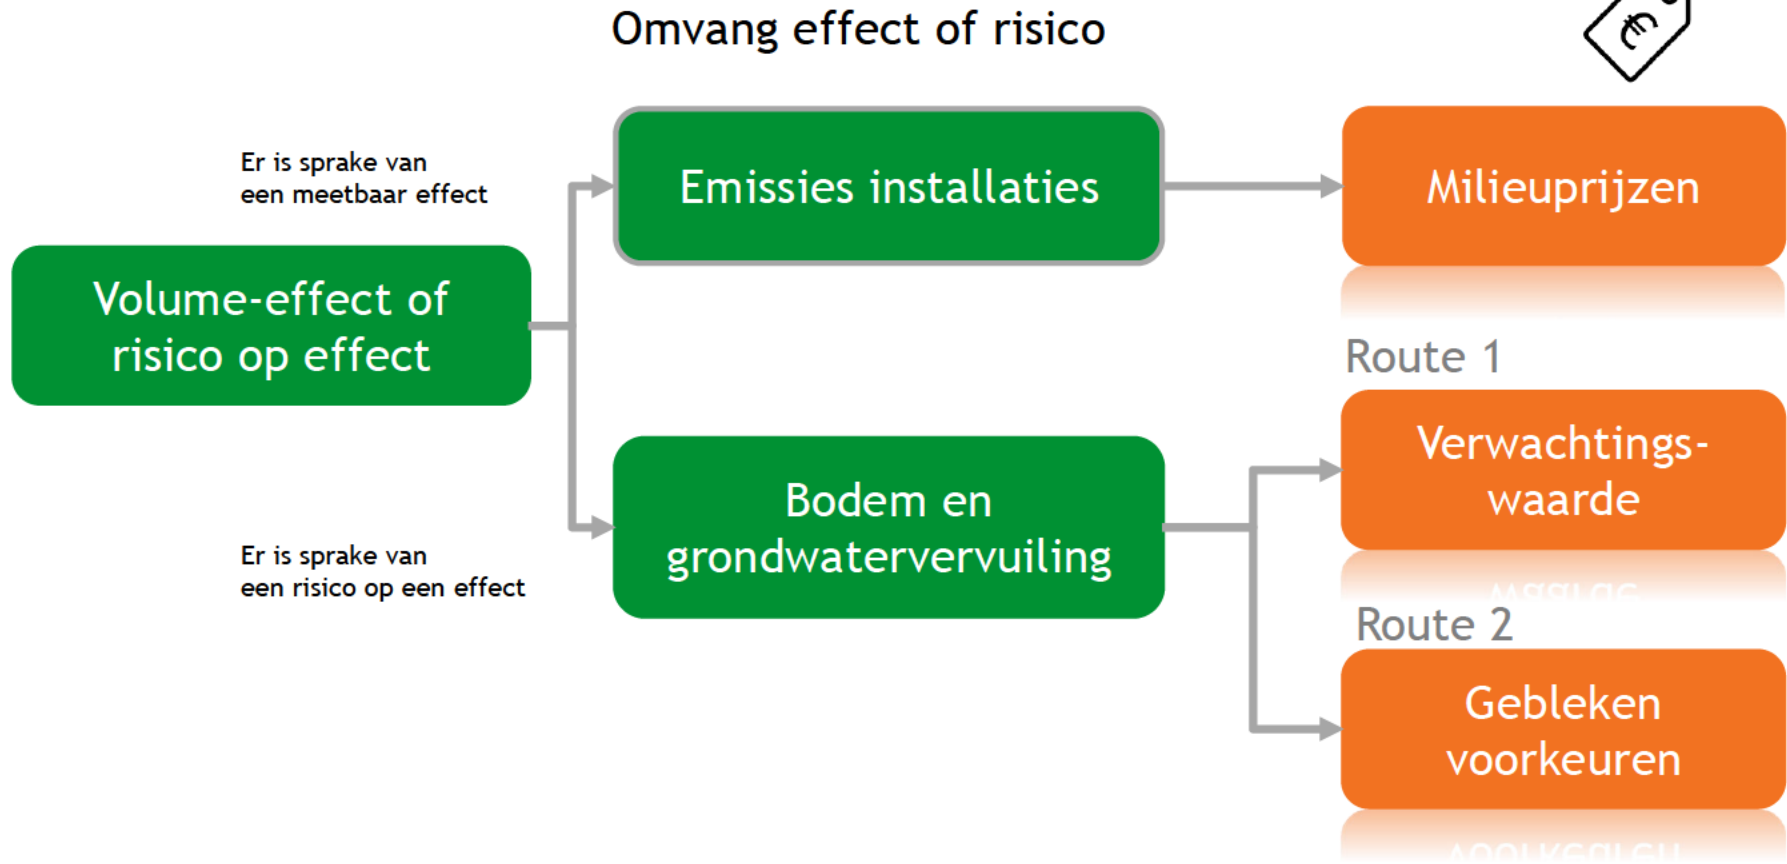 Omvang effect of risico
€
Er is sprake van
een meetbaar effect
Volume-effect of
risico op effect
Emissies installaties
Milieuprijzen
Er is sprake van
een risico op een effect
Bodem en
grondwatervervuiling
Route 1
Verwachtings-
waarde
Route 2
Gebleken
voorkeuren